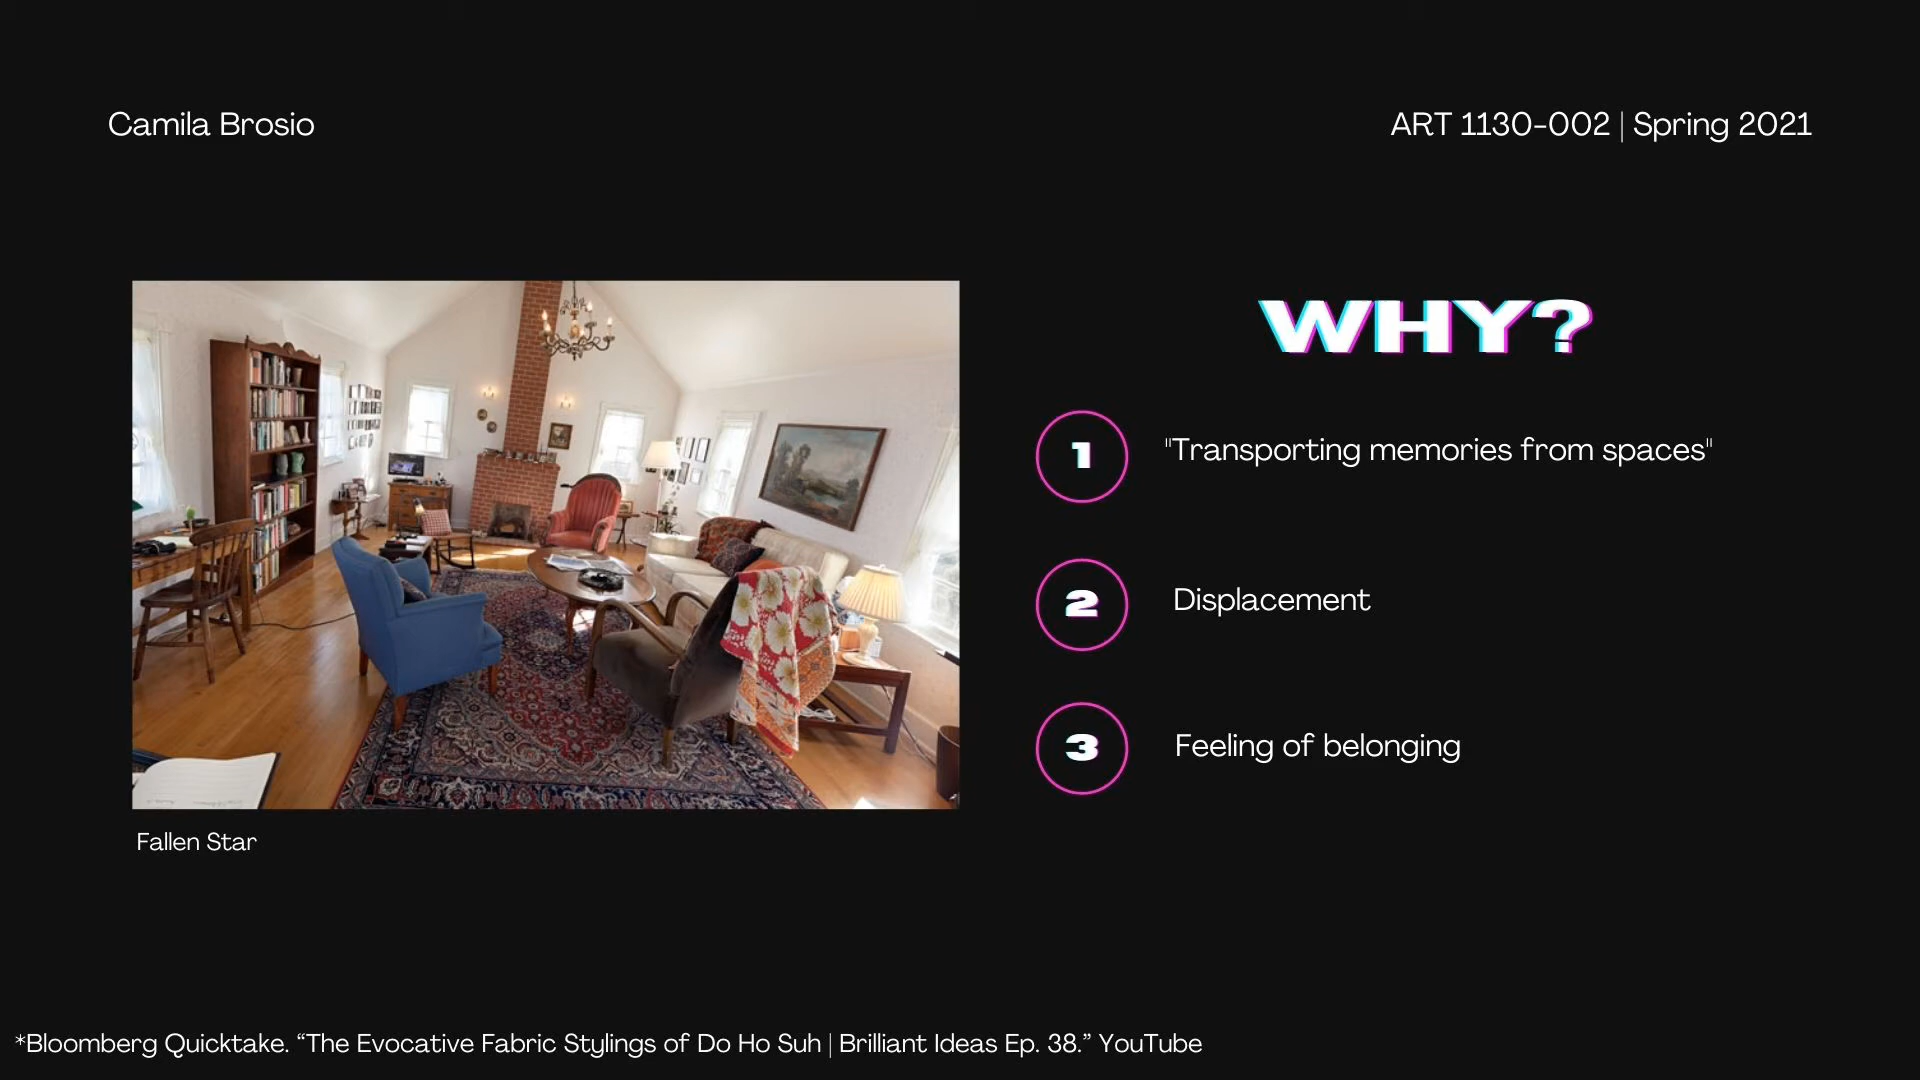 Camila Brosio
ART 1130-002 | Spring 2021
WHY?
1
"Transporting memories from spaces"
2
Displacement
3
Feeling of belonging
Fallen Star
*Bloomberg Quicktake. “The Evocative Fabric Stylings of Do Ho Suh | Brilliant Ideas Ep. 38.” YouTube